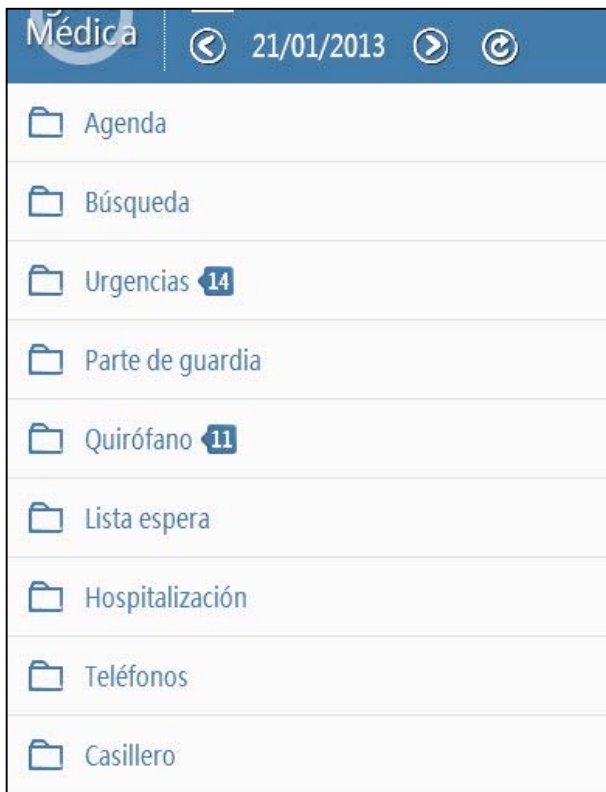 Médica
21/01/2013
Agenda
Búsqueda
Urgencias 14
Parte de guardia
Quirófano 11
Lista espera
Hospitalización
Teléfonos
Casillero